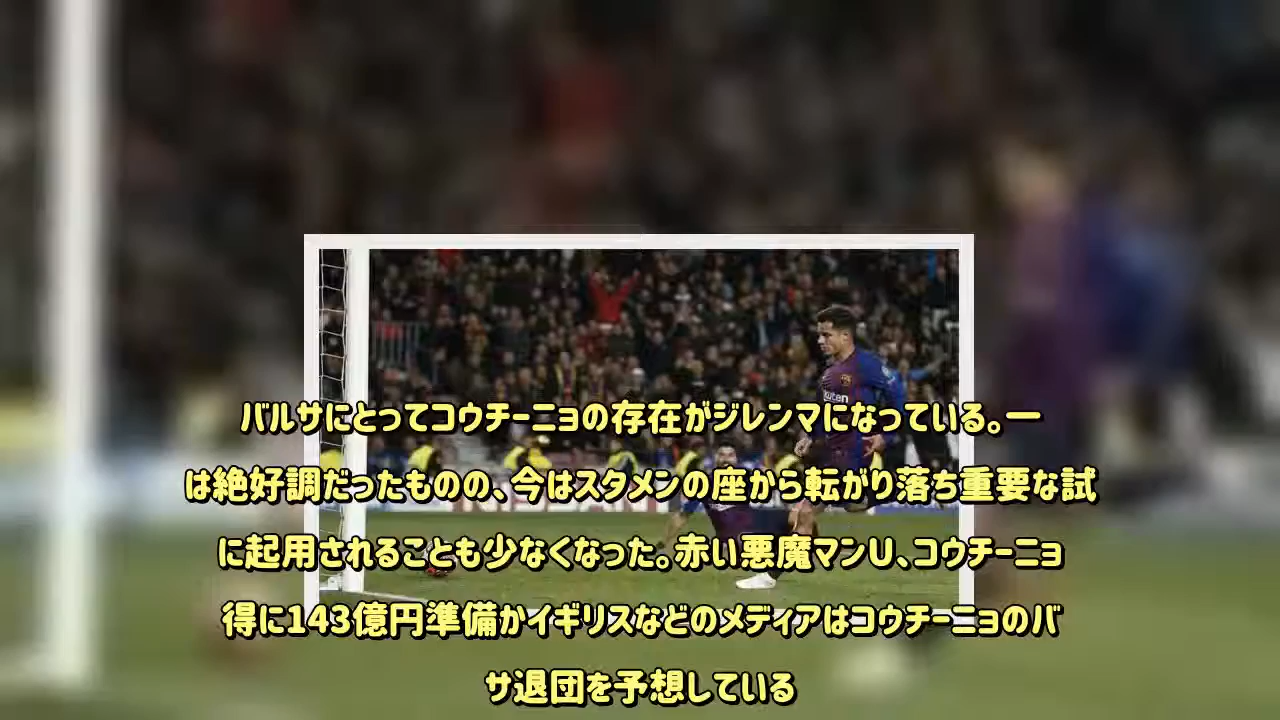 バルサにとってコウチーニョの存在がジレンマになっている。一
は絶好調だったものの、今はスタメンの座から転がり落ち重要な試
に起用されることも少なくなった。赤い悪魔マンU、コウチーニョ
得に143億円準備かイギリスなどのメディアはコウチーニョのバ
サ退団を予想している